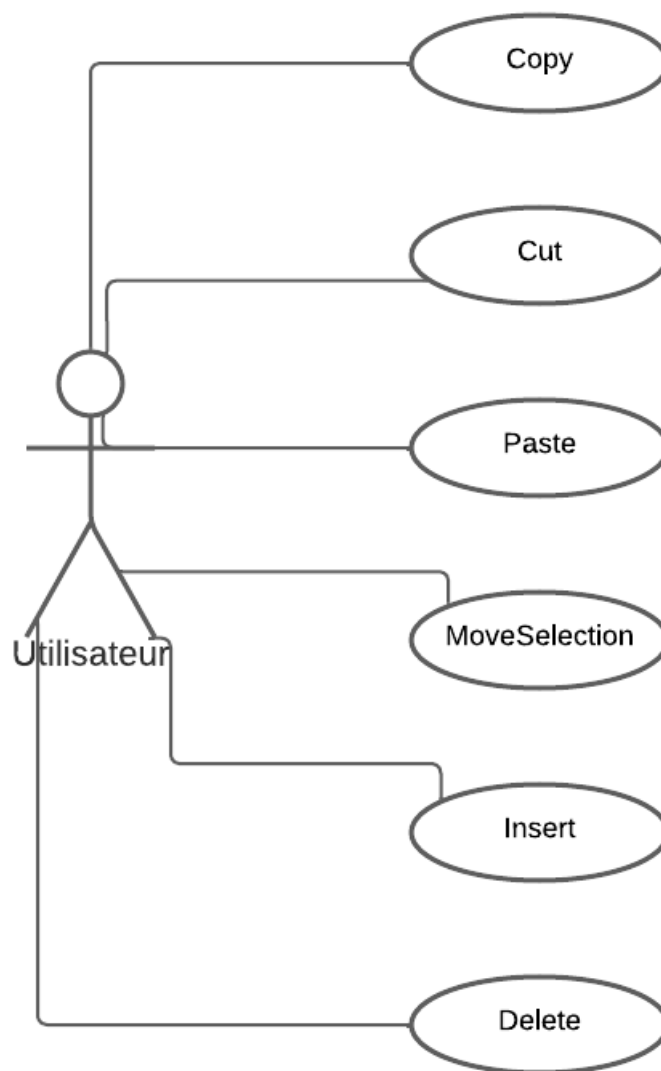 Copy
Cut
Paste
MoveSelection
Utilisateur
Insert
Delete